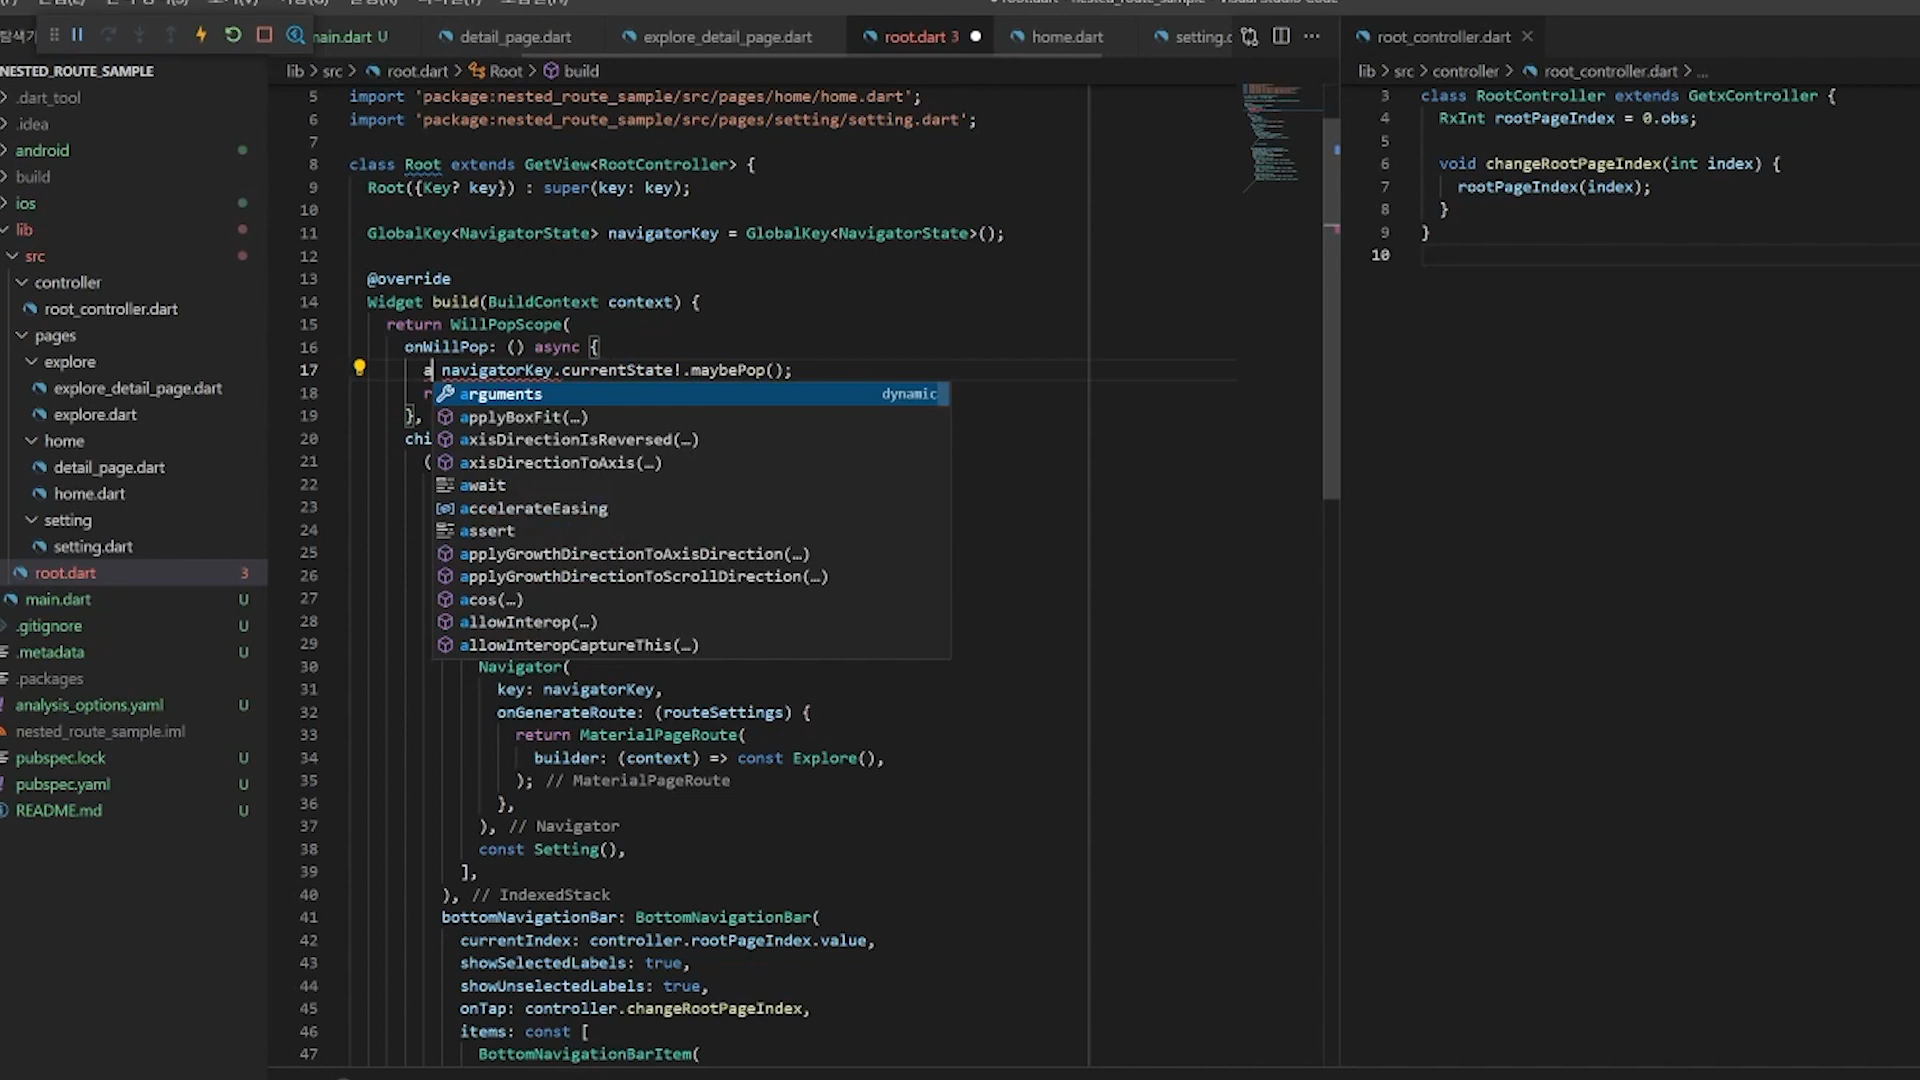 탐색기
main.dart U
detail_page.dart
explore_detail_page.dart
root.dart 3
home.dart
setting.c
root_controller.dart
NESTED_ROUTE_SAMPLE
.dart_tool
.idea
android
build
ios
lib
src
controller
root_controller.dart
pages
explore
explore_detail_page.dart
explore.dart
home
detail_page.dart
home.dart
setting
setting.dart
root.dart 3
main.dart U
.gitignore U
.metadata U
.packages
analysis_options.yaml U
nested_route_sample.iml
pubspec.lock U
pubspec.yaml U
README.md U
lib > src > root.dart > Root > build
5 import 'package:nested_route_sample/src/pages/home/home.dart';
6 import 'package:nested_route_sample/src/pages/setting/setting.dart';
7
8 class Root extends GetView<RootController> {
9 Root({Key? key}) : super(key: key);
10
11 GlobalKey<NavigatorState> navigatorKey = GlobalKey<NavigatorState>();
12
13 @override
14 Widget build(BuildContext context) {
15 return WillPopScope(
16 onWillPop: () async {
17 a navigatorKey.currentState!.maybePop();
18 r
19 },
20 chi
21 (
22
23
24
25
26
27
28
29
arguments dynamic
applyBoxFit(…)
axisDirectionIsReversed(…)
axisDirectionToAxis(…)
await
accelerateEasing
assert
applyGrowthDirectionToAxisDirection(…)
applyGrowthDirectionToScrollDirection(…)
acos(…)
allowInterop(…)
allowInteropCaptureThis(…)
30 Navigator(
31 key: navigatorKey,
32 onGenerateRoute: (routeSettings) {
33 return MaterialPageRoute(
34 builder: (context) => const Explore(),
35 ); // MaterialPageRoute
36 },
37 ), // Navigator
38 const Setting(),
39 ],
40 ), // IndexedStack
41 bottomNavigationBar: BottomNavigationBar(
42 currentIndex: controller.rootPageIndex.value,
43 showSelectedLabels: true,
44 showUnselectedLabels: true,
45 onTap: controller.changeRootPageIndex,
46 items: const [
47 BottomNavigationBarItem(
lib > src > controller > root_controller.dart > ...
3 class RootController extends GetxController {
4 RxInt rootPageIndex = 0.obs;
5
6 void changeRootPageIndex(int index) {
7 rootPageIndex(index);
8 }
9 }
10